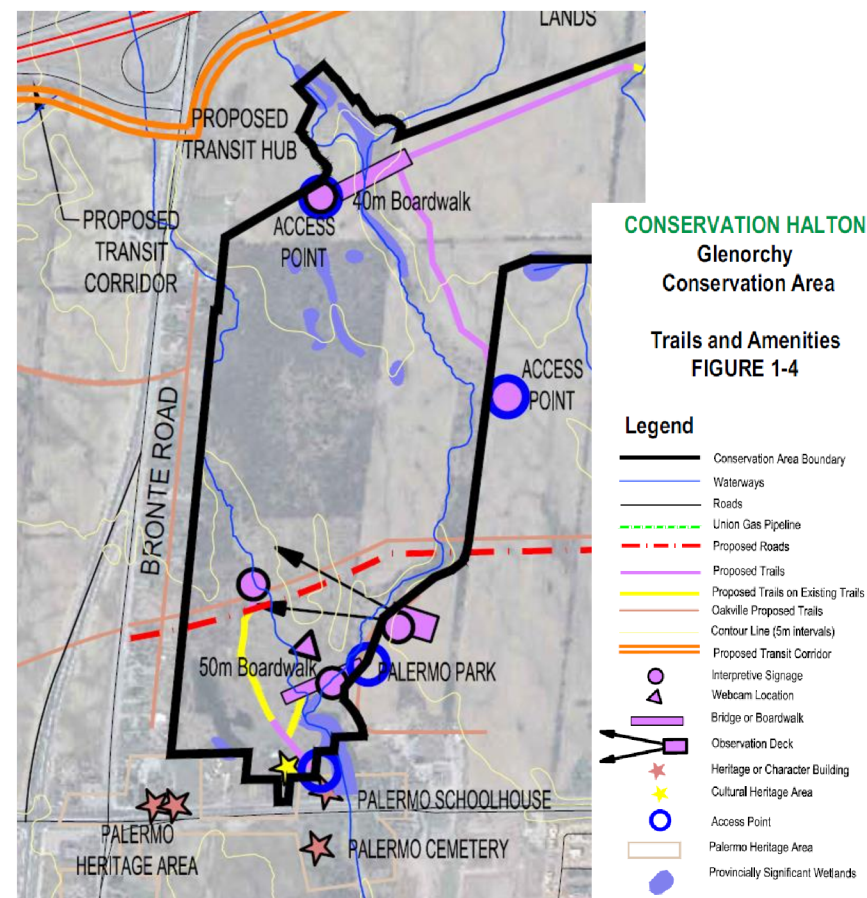 LANDS
PROPOSED
TRANSIT HUB
40m Boardwalk
ACCESS
POINT
PROPOSED
TRANSIT
CORRIDOR
ACCESS
POINT
BRONTE ROAD
50m Boardwalk
PALERMO PARK
PALERMO SCHOOLHOUSE
PALERMO
HERITAGE AREA
PALERMO CEMETERY
CONSERVATION HALTON
Glenorchy
Conservation Area
Trails and Amenities
FIGURE 1-4
Legend
Conservation Area Boundary
Waterways
Roads
Union Gas Pipeline
Proposed Roads
Proposed Trails
Proposed Trails on Existing Trails
Oakville Proposed Trails
Contour Line (5m intervals)
Proposed Transit Corridor
Interpretive Signage
Webcam Location
Bridge or Boardwalk
Observation Deck
Heritage or Character Building
Cultural Heritage Area
Access Point
Palermo Heritage Area
Provincially Significant Wetlands